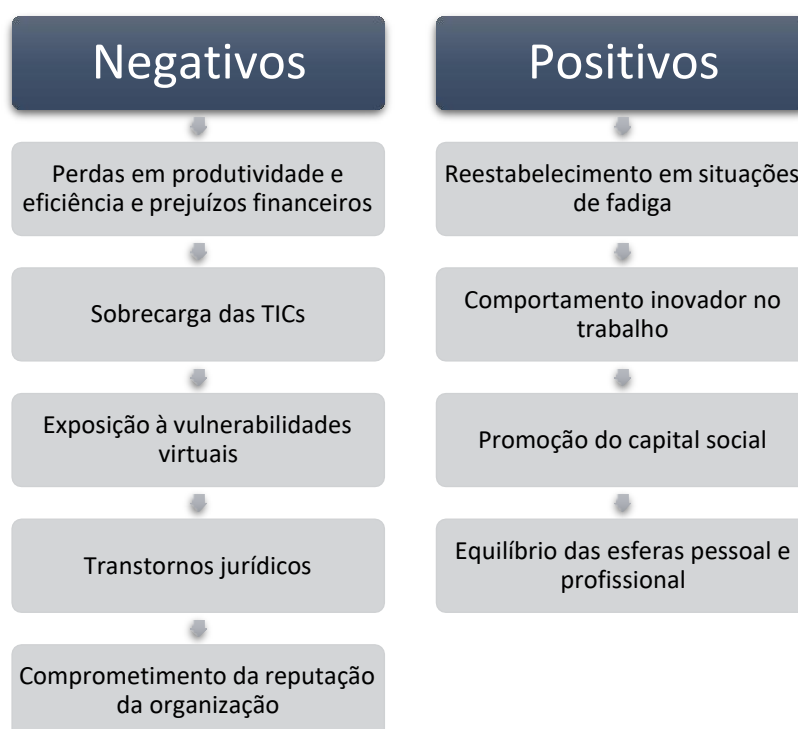 Negativos
Perdas em produtividade e
eficiência e prejuízos financeiros
Sobrecarga das TICs
Exposição à vulnerabilidades
virtuais
Transtornos jurídicos
Comprometimento da reputação
da organização
Positivos
Reestabelecimento em situações
de fadiga
Comportamento inovador no
trabalho
Promoção do capital social
Equilíbrio das esferas pessoal e
profissional